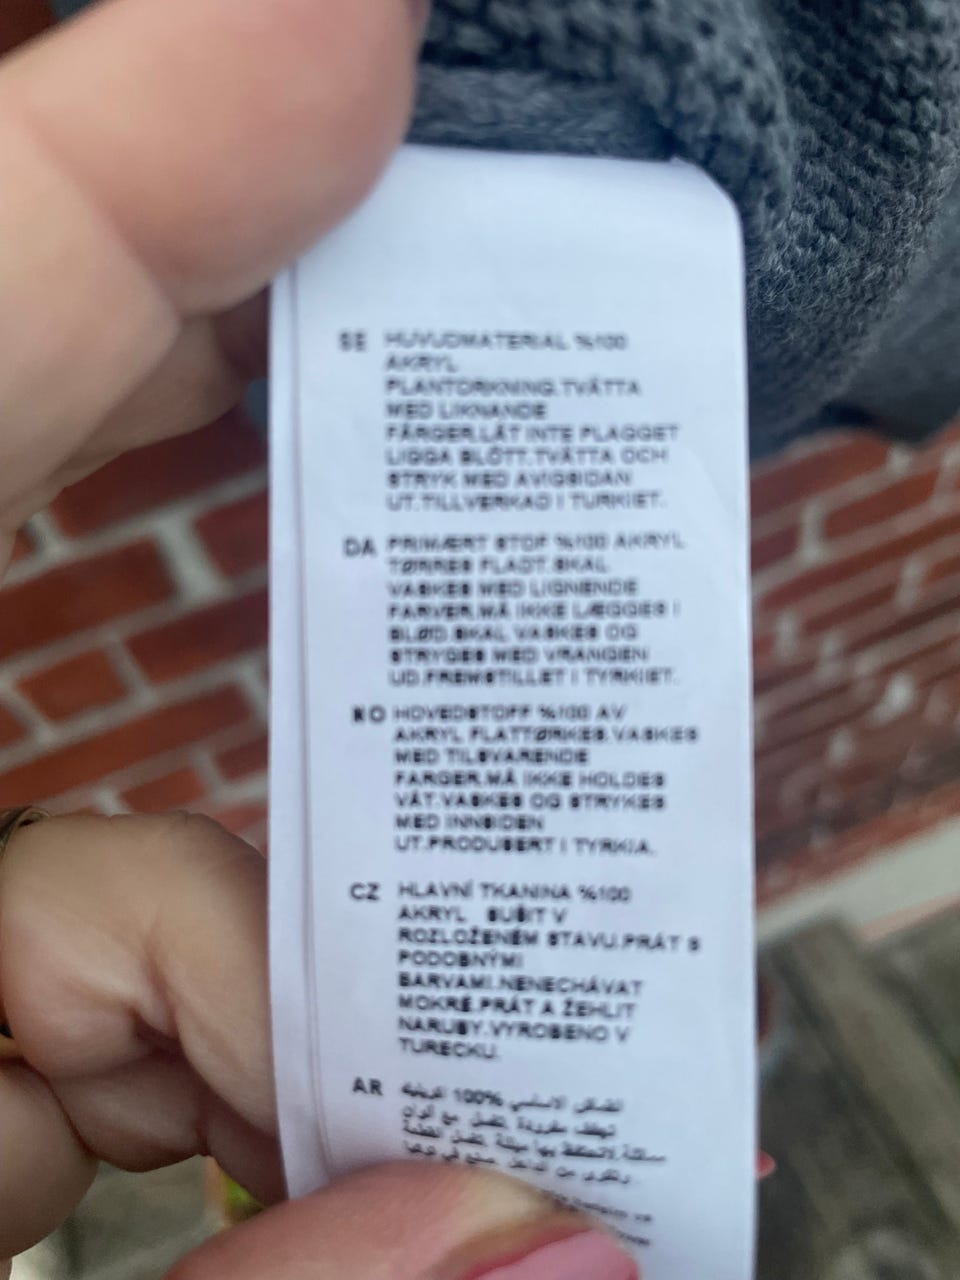 SE HUVUDMATERIAL %100
AKRYL
PLANTORKNING.TVÄTTA
MED LIKNANDE
FÄRGER.LÅT INTE PLAGGET
LIGGA BLÖTT.TVÄTTA OCH
STRYK MED AVIGSIDAN
UT.TILLVERKAD I TURKIET.
DA PRIMÆRT STOF %100 AKRYL
TØRRES FLADT.SKAL
VASKES MED LIGNENDE
FARVER.MÅ IKKE LÆGGES I
BLØD.SKAL VASKES OG
STRYGES MED VRANGEN
UD.FREMSTILLET I TYRKIET.
NO HOVEDSTOFF %100 AV
AKRYL FLATTØRKES.VASKES
MED TILSVARENDE
FARGER.MÅ IKKE HOLDES
VÅT.VASKES OG STRYKES
MED INNSIDEN
UT.PRODUSERT I TYRKIA.
CZ HLAVNÍ TKANINA %100
AKRYL SUŠIT V
ROZLOŽENÉM STAVU.PRÁT S
PODOBNÝMI
BARVAMI.NENECHÁVAT
MOKRÉ.PRÁT A ŽEHLIT
NARUBY.VYROBENO V
TURECKU.
AR القماش الاساسي 100%